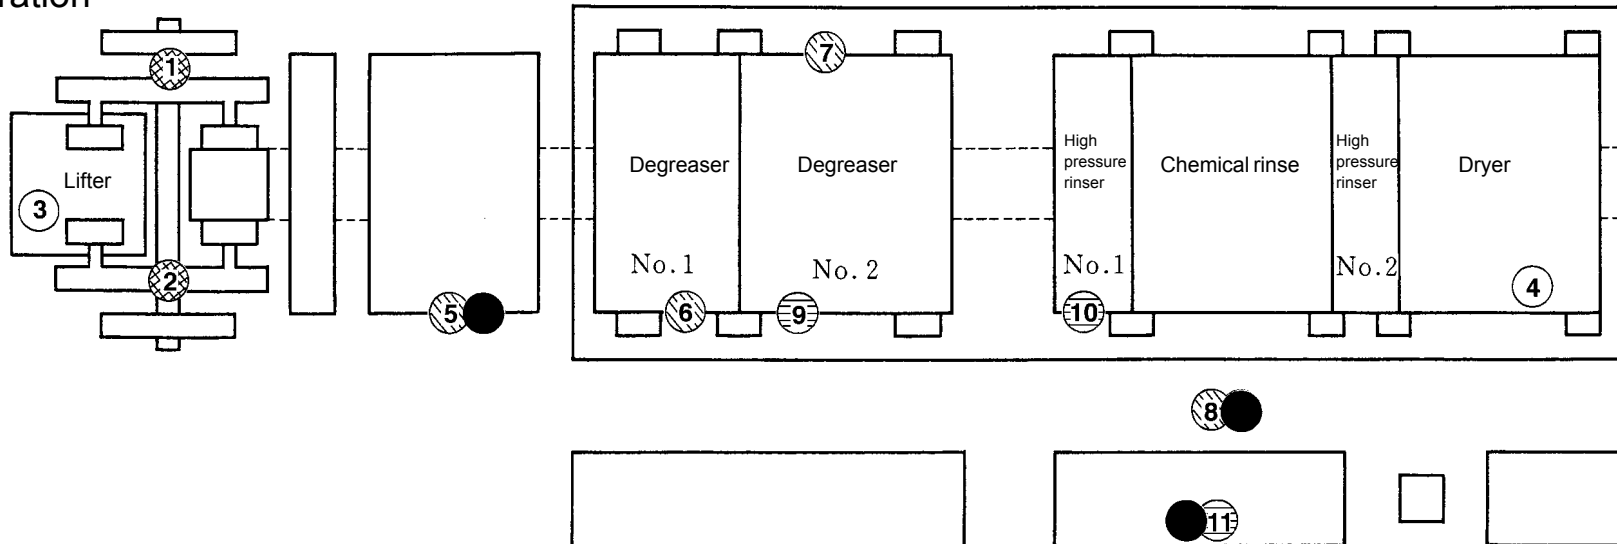 ration
1
7
High
pressure
rinser
High
pressure
rinser
Degreaser
Degreaser
Chemical rinse
Dryer
Lifter
3
No.1
No.2
No.1
No.2
2
4
5
6
9
10
8
11